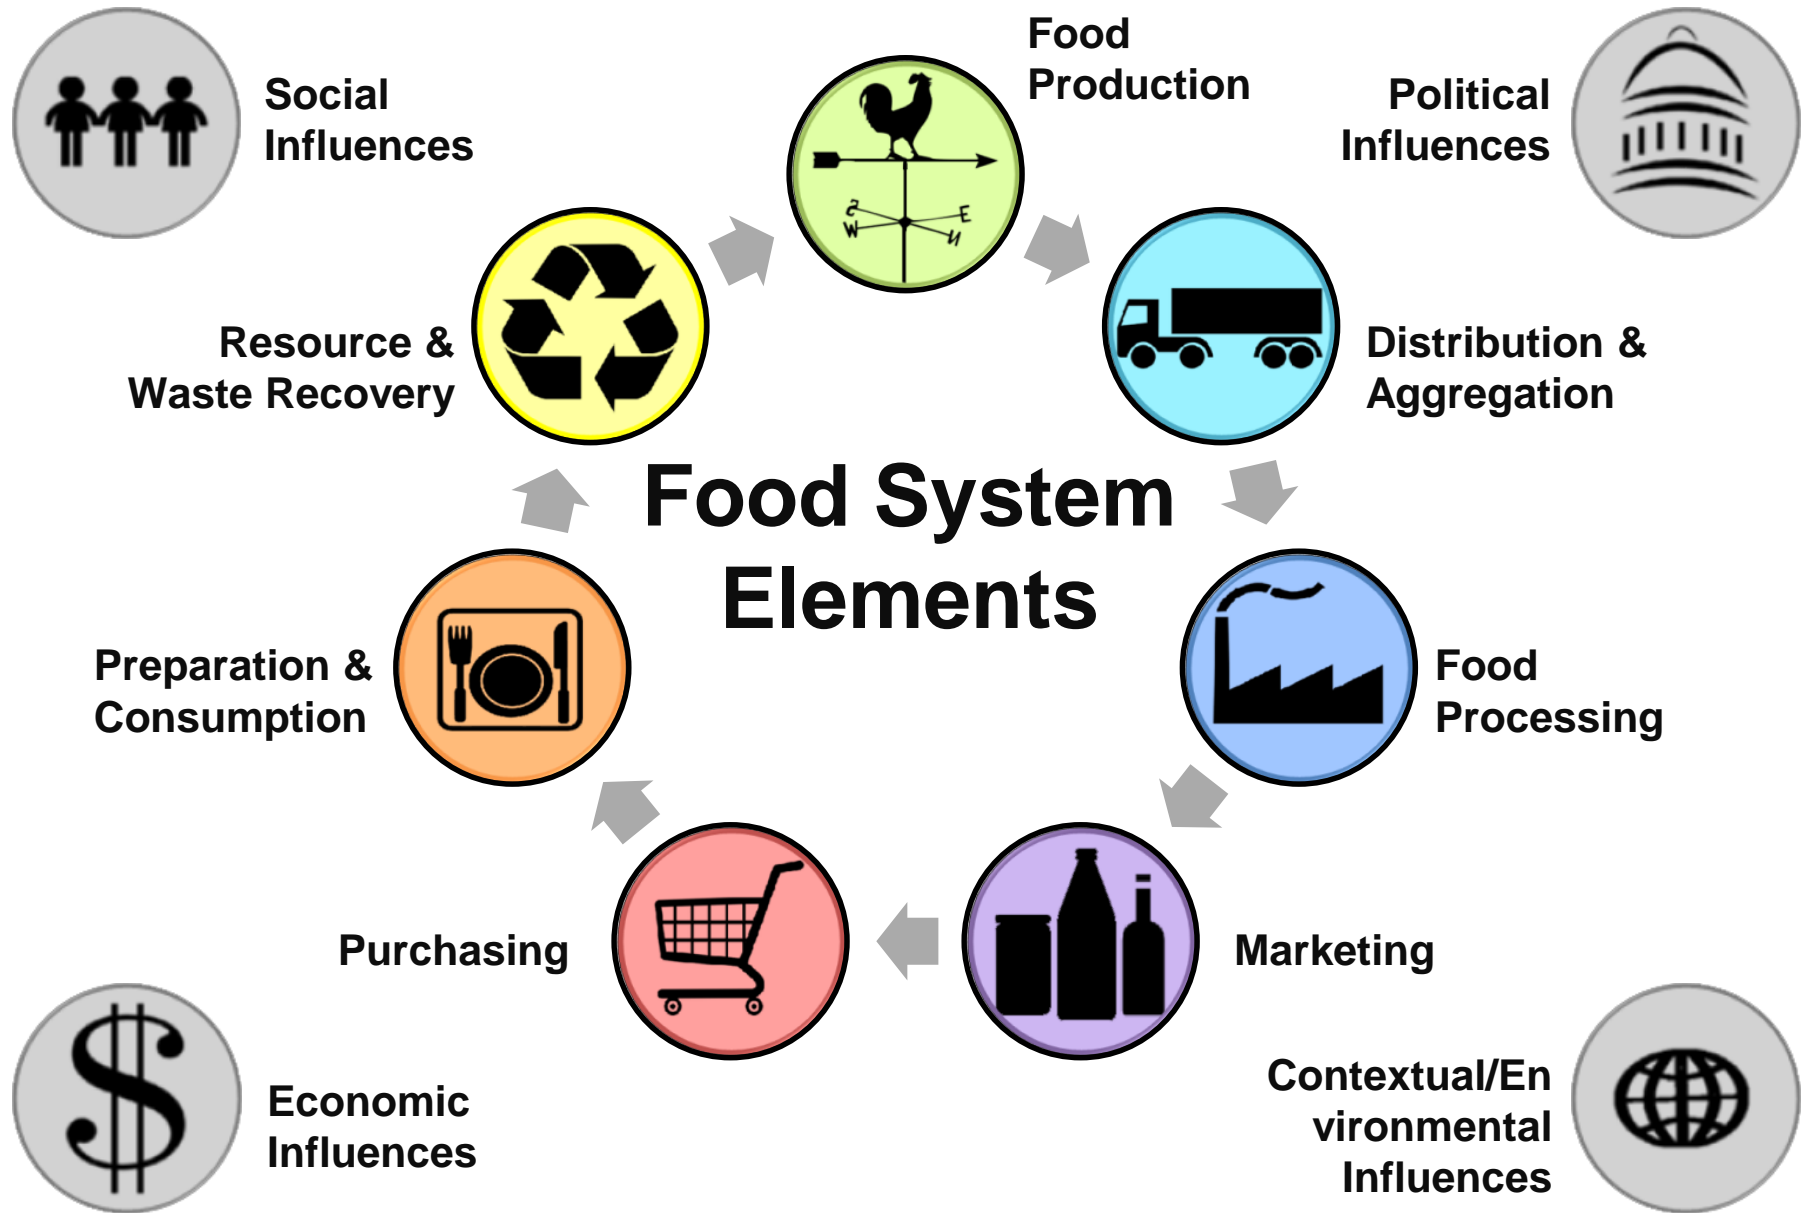 Food
Production
Social
Influences
Political
Influences
S
E
W
N
Resource &
Waste Recovery
Distribution &
Aggregation
Food System
Elements
Preparation &
Consumption
Food
Processing
Purchasing
Marketing
Economic
Influences
Contextual/En
vironmental
Influences
$